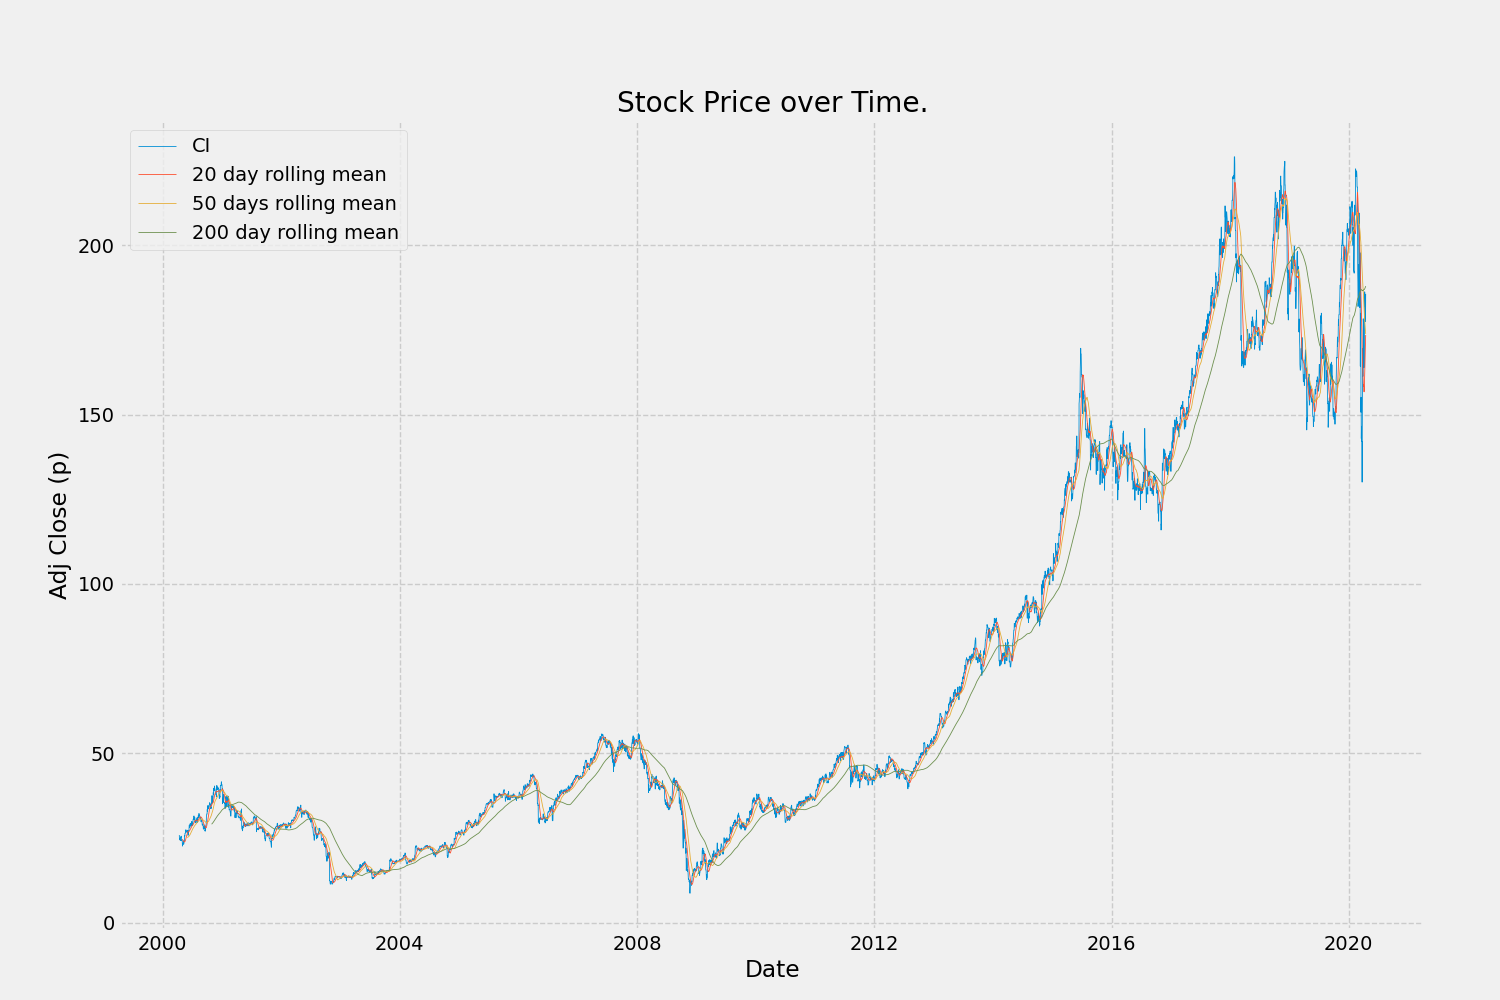 Stock Price over Time.
CI
20 day rolling mean
50 days rolling mean
200 day rolling mean
Adj Close (p)
200
150
100
50
0
2000 2004 2008 2012 2016 2020
Date